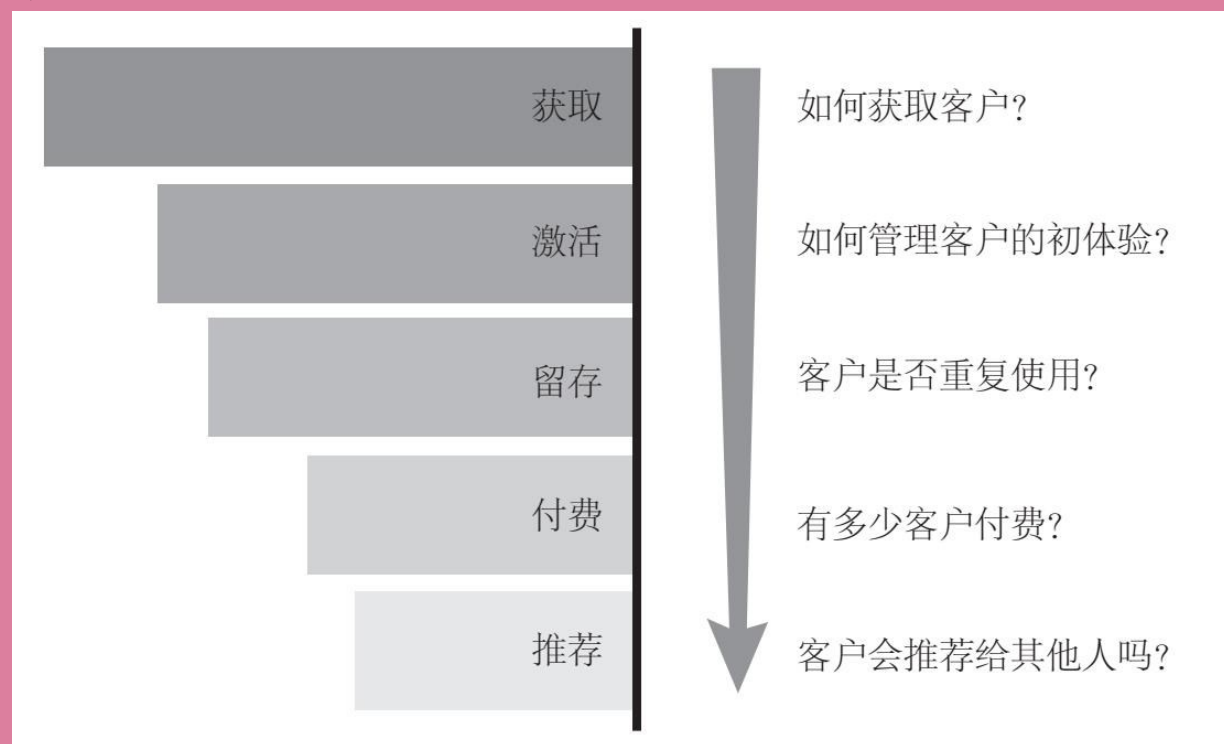 获取
如何获取客户？
激活
如何管理客户的初体验？
留存
客户是否重复使用？
付费
有多少客户付费？
推荐
客户会推荐给其他人吗？